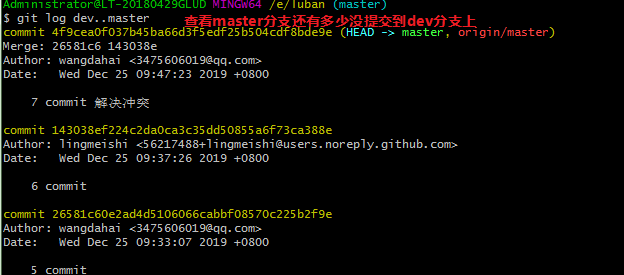 Administrator@LT-20180429GLUD MINGW64 /e/luban (master)
$ git log dev..master 查看master分支还有多少没提交到dev分支上
commit 4f9cea0f037b45ba66d3f5edf25b504cdf8bde9e (HEAD -> master, origin/master)
Merge: 26581c6 143038e
Author: wangdahai <3475606019@qq.com>
Date:   Wed Dec 25 09:47:23 2019 +0800
7 commit 解决冲突
commit 143038ef224c2da0ca3c35dd50855a6f73ca388e
Author: lingmeishi <56217488+lingmeishi@users.noreply.github.com>
Date:   Wed Dec 25 09:37:26 2019 +0800
6 commit
commit 26581c60e2ad4d5106066cabbf08570c225b2f9e
Author: wangdahai <3475606019@qq.com>
Date:   Wed Dec 25 09:33:07 2019 +0800
5 commit